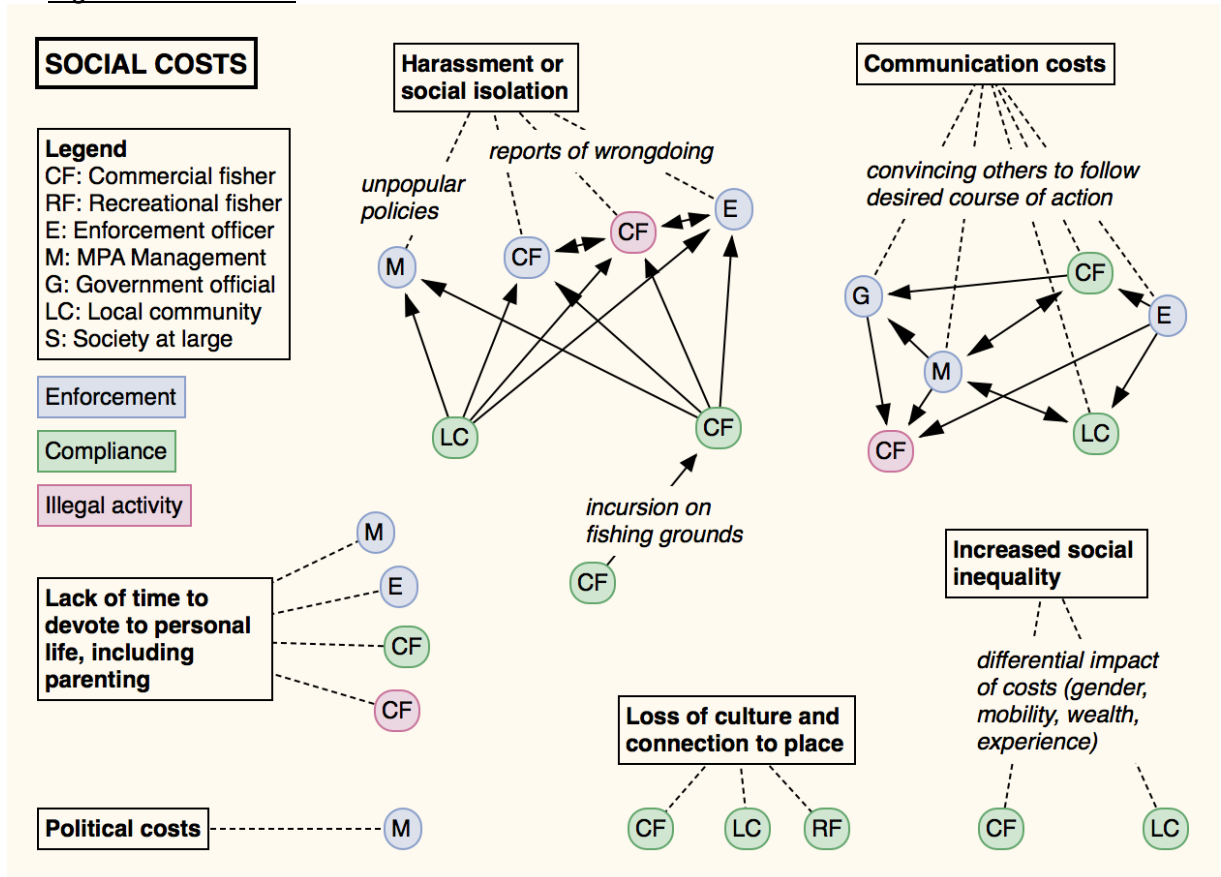 SOCIAL COSTS
Legend
CF: Commercial fisher
RF: Recreational fisher
E: Enforcement officer
M: MPA Management
G: Government official
LC: Local community
S: Society at large
Enforcement
Compliance
Illegal activity
Harassment or
social isolation
reports of wrongdoing
unpopular
policies
M
CF
CF
E
LC
CF
incursion on
fishing grounds
CF
Communication costs
convincing others to follow
desired course of action
G
CF
E
M
CF
LC
Lack of time to
devote to personal
life, including
parenting
M
E
CF
CF
Political costs
M
Loss of culture and
connection to place
CF
LC
RF
Increased social
inequality
differential impact
of costs (gender,
mobility, wealth,
experience)
CF
LC